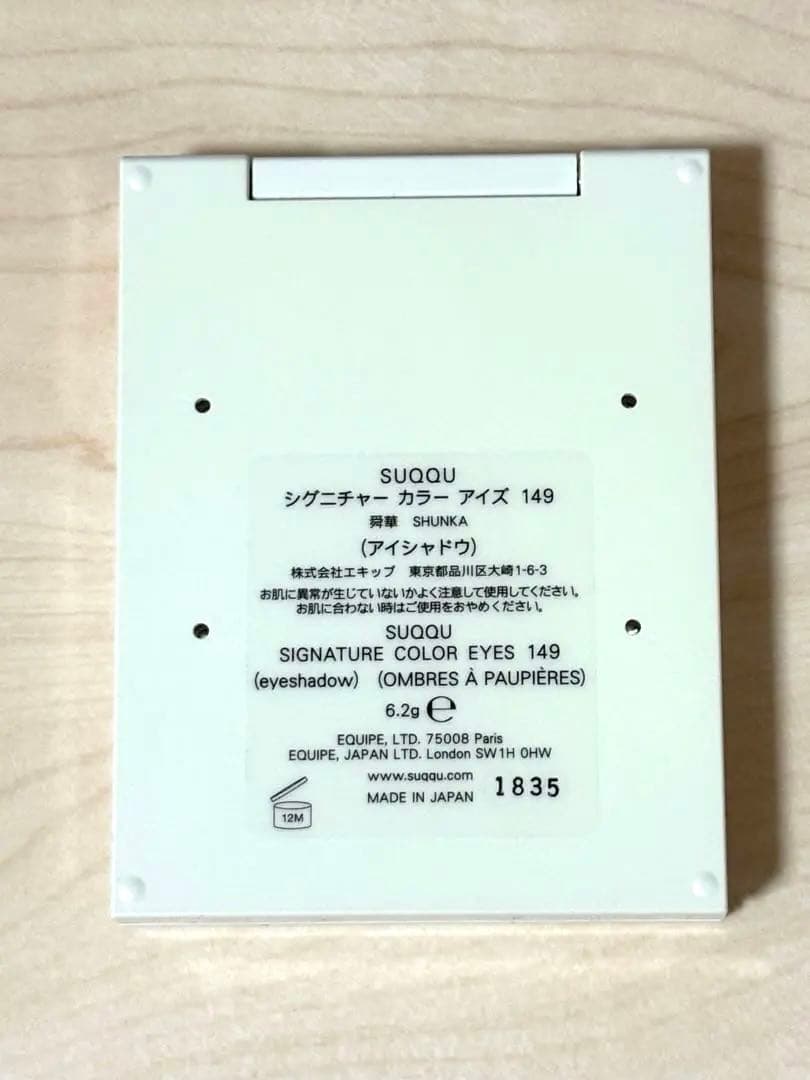 SUQQU
シグニチャー カラー アイズ 149
舜華 SHUNKA
(アイシャドウ)
株式会社エキップ 東京都品川区大崎1-6-3
お肌に異常が生じていないかよく注意して使用してください。
お肌に合わない時はご使用をおやめください。
SUQQU
SIGNATURE COLOR EYES 149
(eyeshadow) (OMBRES À PAUPIÈRES)
6.2g ℮
EQUIPE, LTD. 75008 Paris
EQUIPE, JAPAN LTD. London SW1H 0HW
www.suqqu.com
MADE IN JAPAN 1835
12M